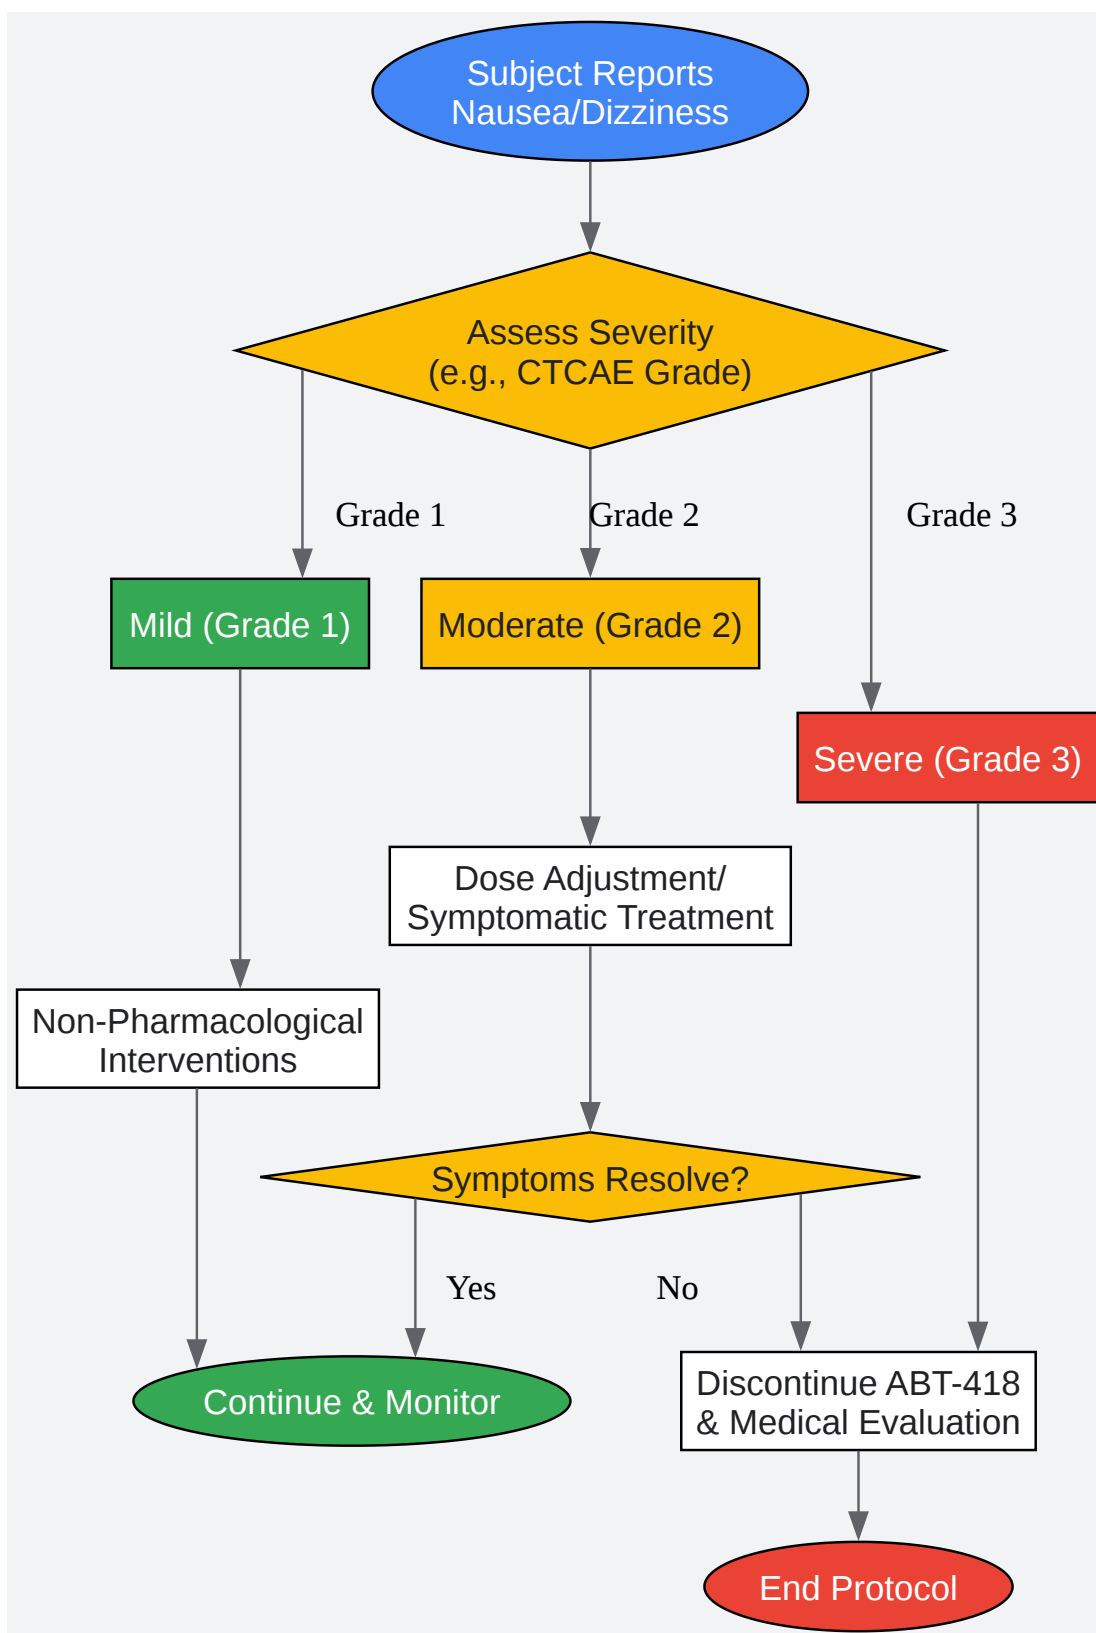 Subject Reports
Nausea/Dizziness
Assess Severity
(e.g., CTCAE Grade)
Grade 1
Grade 2
Grade 3
Mild (Grade 1)
Moderate (Grade 2)
Severe (Grade 3)
Dose Adjustment/
Symptomatic Treatment
Non-Pharmacological
Interventions
Symptoms Resolve?
Yes
No
Continue & Monitor
Discontinue ABT-418
& Medical Evaluation
End Protocol